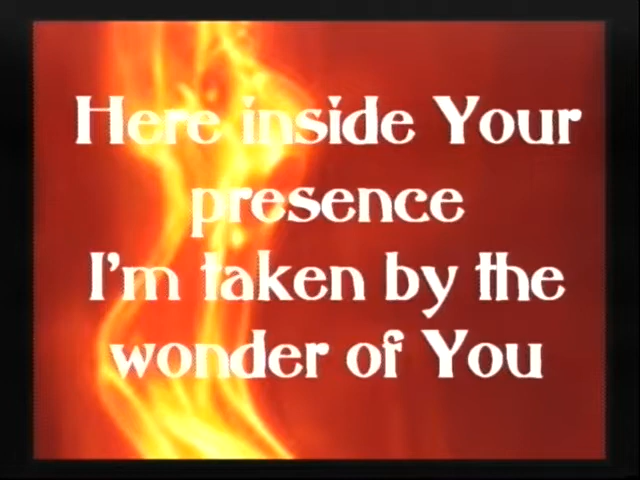 Here inside Your
presence
I'm taken by the
wonder of You